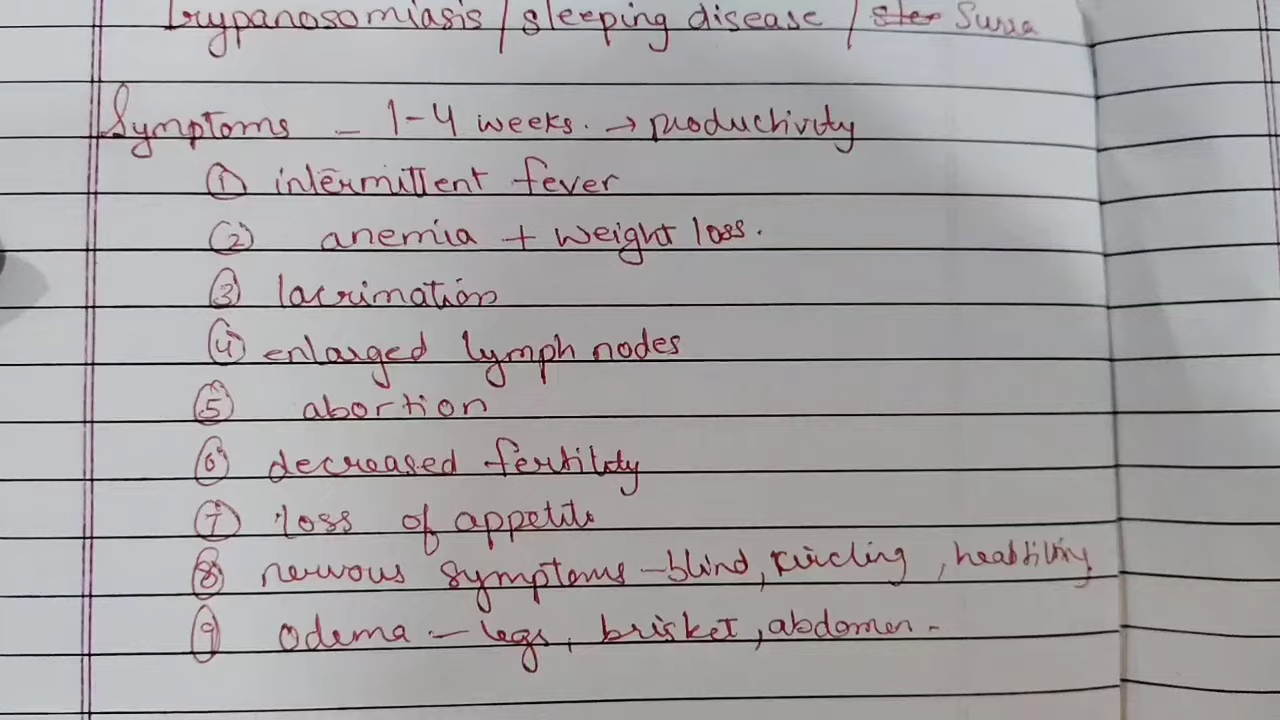 trypanosomiasis / sleeping disease / Surra
Symptoms - 1-4 weeks. → productivity
① intermittent fever
② anemia + weight loss.
③ lacrimation
④ enlarged lymph nodes
⑤ abortion
⑥ decreased fertility
⑦ loss of appetite
⑧ nervous symptoms - blind, circling, head tilting
⑨ odema - legs, brisket, abdomen -